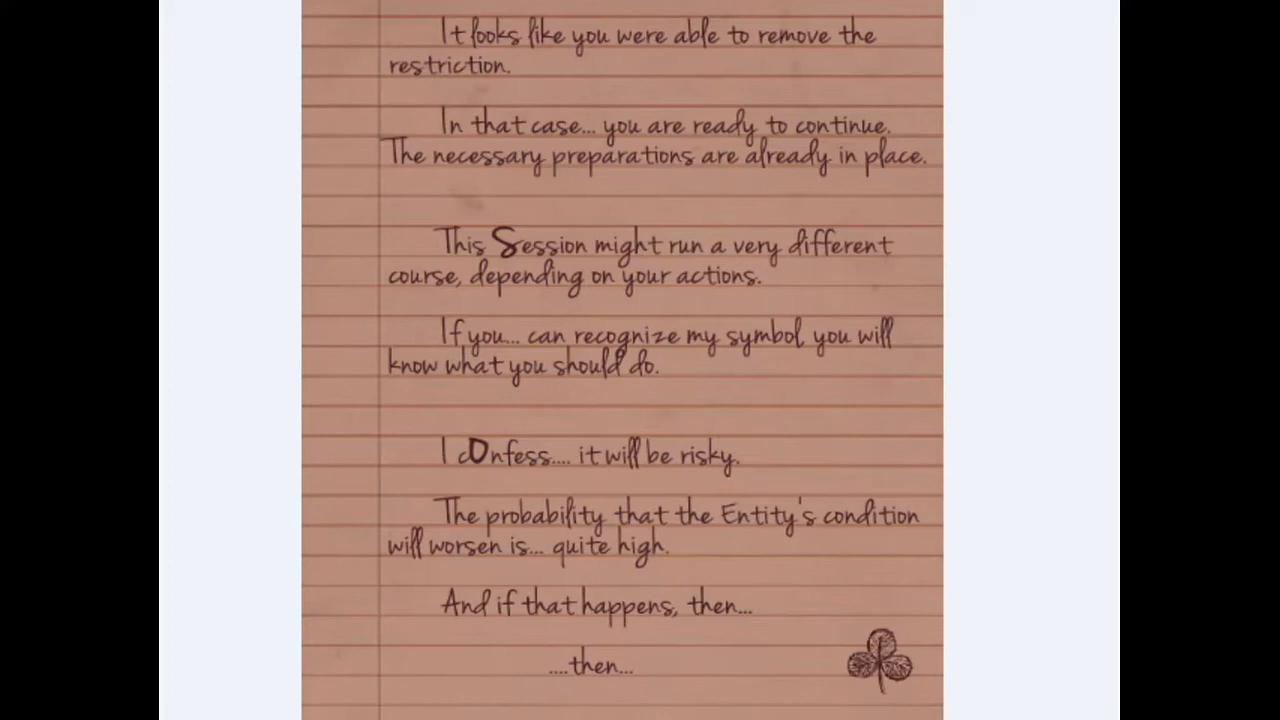 It looks like you were able to remove the
restriction.
In that case... you are ready to continue.
The necessary preparations are already in place.
This Session might run a very different
course, depending on your actions.
If you... can recognize my symbol, you will
know what you should do.
I cOnfess.... it will be risky.
The probability that the Entity's condition
will worsen is... quite high.
And if that happens, then...
....then...